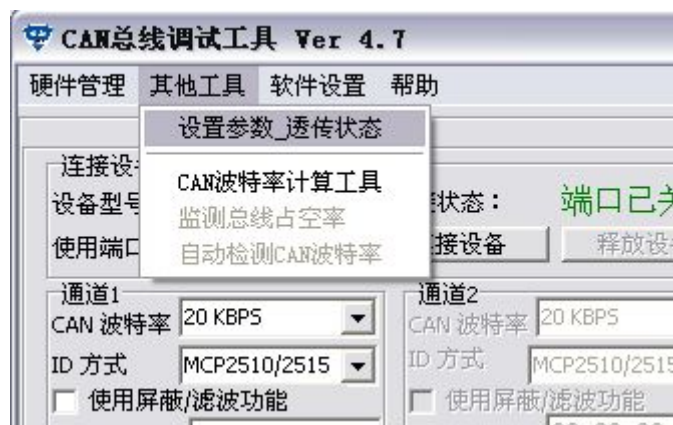 CAN总线调试工具 Ver 4.7
硬件管理 其他工具 软件设置 帮助
设置参数_透传状态
CAN波特率计算工具
监测总线占空率
自动检测CAN波特率
连接设
设备型号 状态： 端口已关
使用端口 接设备 释放设
通道1 通道2
CAN 波特率 20 KBPS CAN 波特率 20 KBPS
ID 方式 MCP2510/2515 ID 方式 MCP2510/2515
使用屏蔽/滤波功能 使用屏蔽/滤波功能